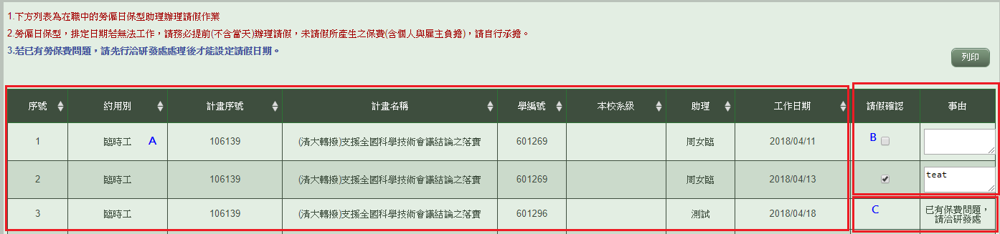 1.下方列表為在職中的勞僱日保型助理辦理請假作業
2.勞僱日保型，排定日期若無法工作，請務必提前(不含當天)辦理請假，未請假所產生之保費(含個人與雇主負擔)，請自行承擔。
3.若已有勞保費問題，請先行洽研發處處理後才能設定請假日期。
列印
序號 約用別 計畫序號 計畫名稱 學編號 本校系級 助理 工作日期 請假確認 事由
1 臨時工 A 106139 (清大轉撥)支援全國科學技術會議結論之落實 601269 周女臨 2018/04/11 B
2 臨時工 106139 (清大轉撥)支援全國科學技術會議結論之落實 601269 周女臨 2018/04/13 teat
3 臨時工 106139 (清大轉撥)支援全國科學技術會議結論之落實 601296 測試 2018/04/18 C 已有保費問題，
請洽研發處